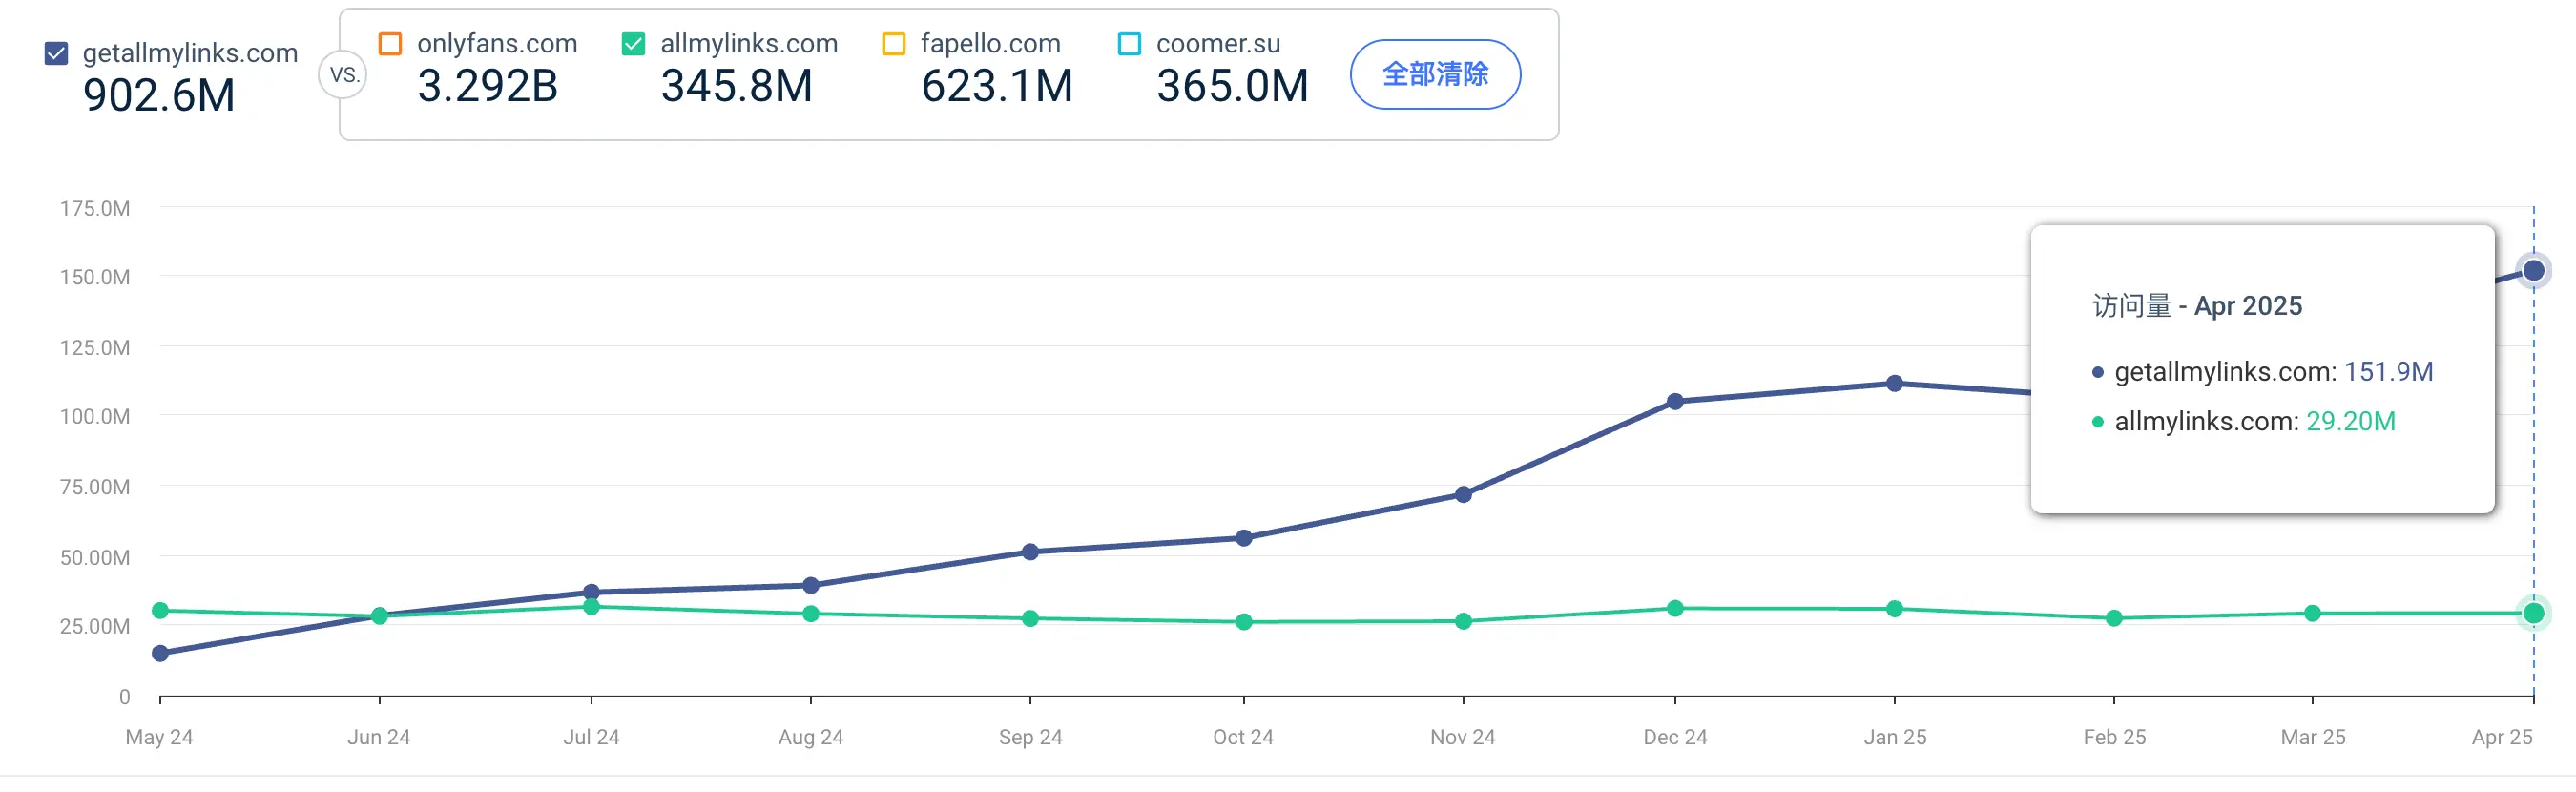 getallmylinks.com
902.6M
VS.
onlyfans.com
3.292B
allmylinks.com
345.8M
fapello.com
623.1M
coomer.su
365.0M
全部清除
175.0M
150.0M
125.0M
100.0M
75.00M
50.00M
25.00M
0
访问量 - Apr 2025
getallmylinks.com: 151.9M
allmylinks.com: 29.20M
May 24
Jun 24
Jul 24
Aug 24
Sep 24
Oct 24
Nov 24
Dec 24
Jan 25
Feb 25
Mar 25
Apr 25